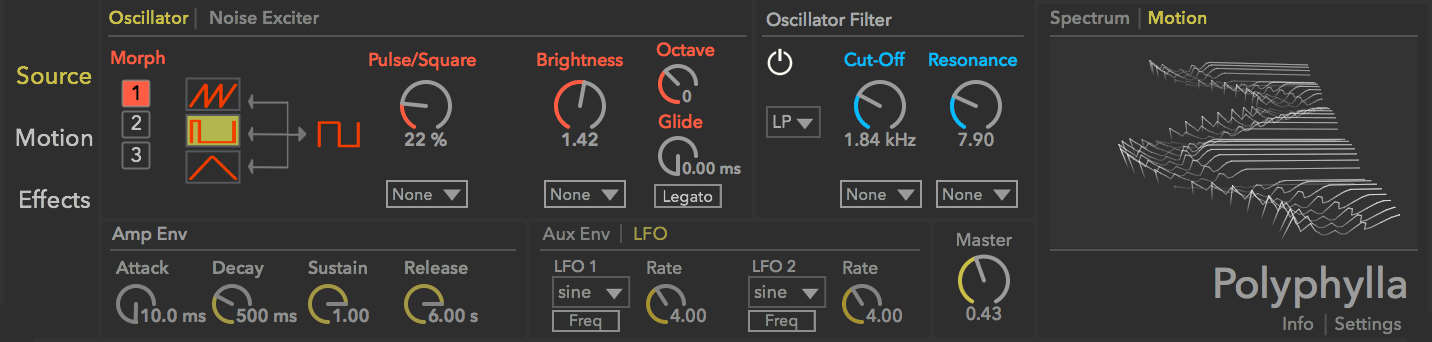 Oscillator | Noise Exciter
Oscillator Filter
Spectrum | Motion
Source
Motion
Effects
Morph
1
2
3
Pulse/Square
22 %
None
Brightness
1.42
None
Octave
0
Glide
0.00 ms
Legato
LP
Cut-Off
1.84 kHz
None
Resonance
7.90
None
Amp Env
Attack
10.0 ms
Decay
500 ms
Sustain
1.00
Release
6.00 s
Aux Env | LFO
LFO 1
sine
Freq
Rate
4.00
LFO 2
sine
Freq
Rate
4.00
Master
0.43
Polyphylla
Info | Settings